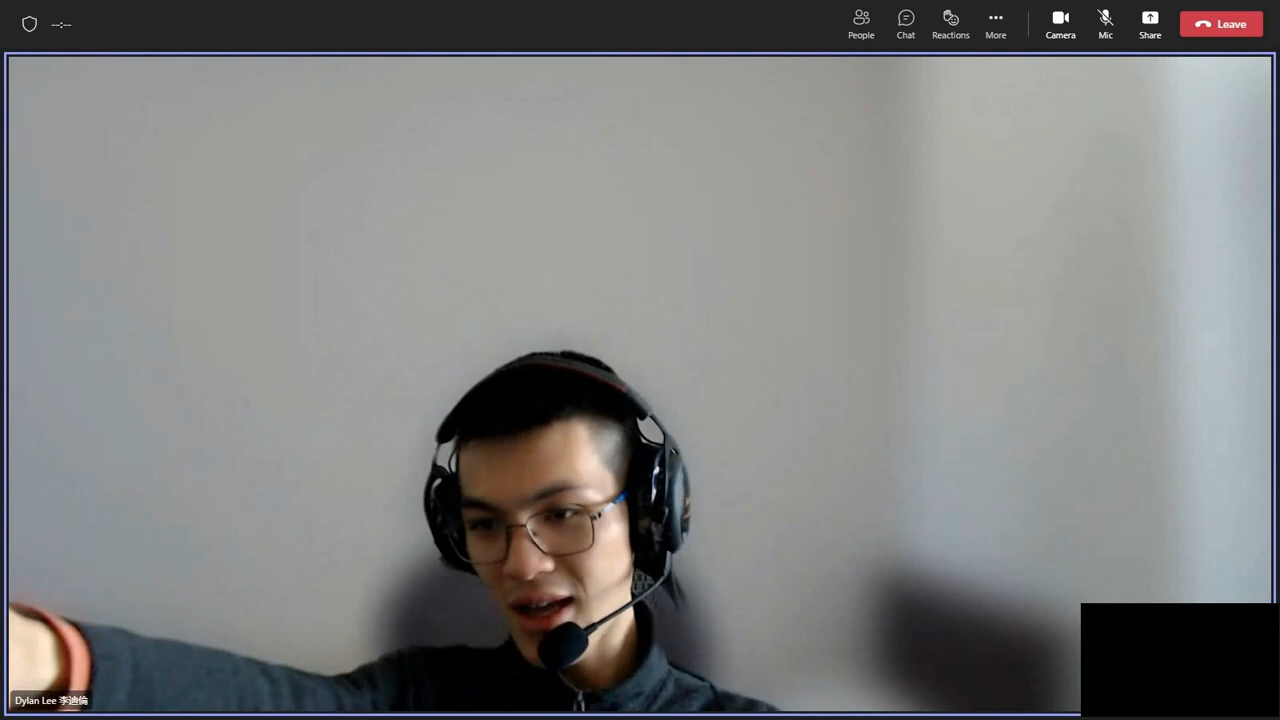 --:--
People
Chat
Reactions
More
Camera
Mic
Share
Leave
Dylan Lee 李迪倫